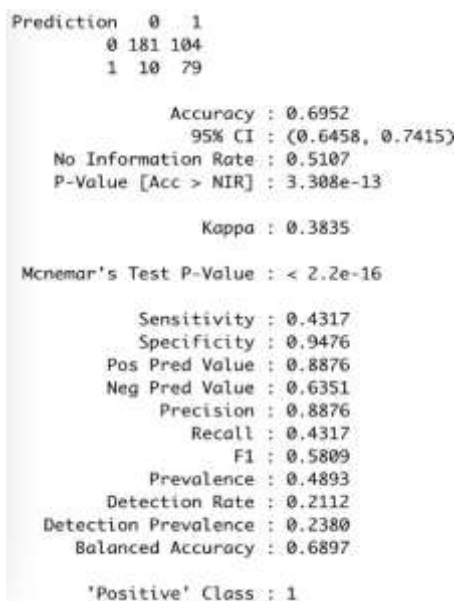 Prediction 0 1
0 181 104
1 10 79
Accuracy : 0.6952
95% CI : (0.6458, 0.7415)
No Information Rate : 0.5107
P-Value [Acc > NIR] : 3.308e-13
Kappa : 0.3835
Mcnemar's Test P-Value : < 2.2e-16
Sensitivity : 0.4317
Specificity : 0.9476
Pos Pred Value : 0.8876
Neg Pred Value : 0.6351
Precision : 0.8876
Recall : 0.4317
F1 : 0.5809
Prevalence : 0.4893
Detection Rate : 0.2112
Detection Prevalence : 0.2380
Balanced Accuracy : 0.6897
'Positive' Class : 1